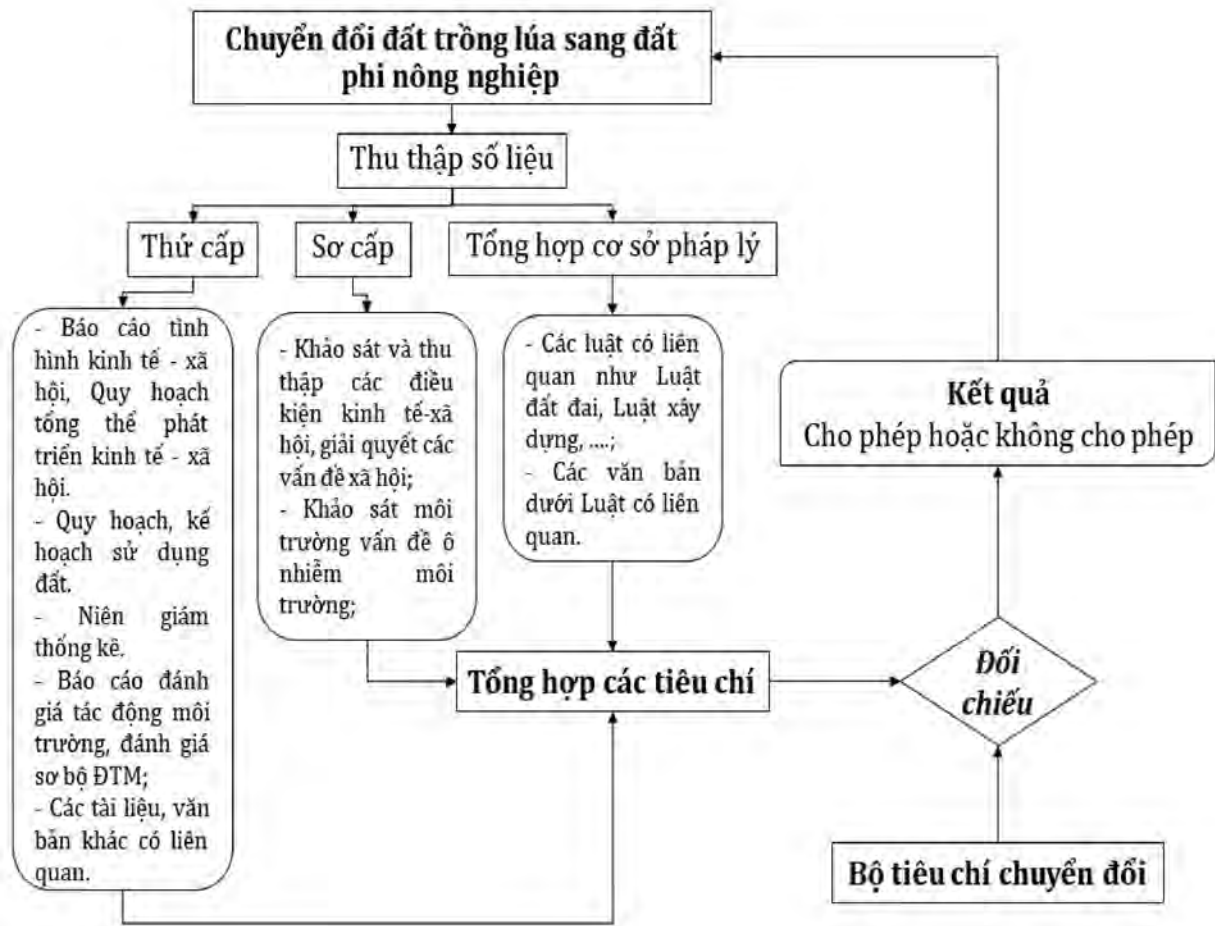 Chuyển đổi đất trồng lúa sang đất
phi nông nghiệp
Thu thập số liệu
Thứ cấp
Sơ cấp
Tổng hợp cơ sở pháp lý
- Báo cáo tình
hình kinh tế - xã
hội, Quy hoạch
tổng thể phát
triển kinh tế - xã
hội.
- Quy hoạch, kế
hoạch sử dụng
đất.
- Niên giám
thống kê.
- Báo cáo đánh
giá tác động môi
trường, đánh giá
sơ bộ ĐTM;
- Các tài liệu, văn
bản khác có liên
quan.
- Khảo sát và thu
thập các điều
kiện kinh tế-xã
hội, giải quyết các
vấn đề xã hội;
- Khảo sát môi
trường vấn đề ô
nhiễm môi
trường;
- Các luật có liên
quan như Luật
đất đai, Luật xây
dựng, ....;
- Các văn bản
dưới Luật có liên
quan.
Kết quả
Cho phép hoặc không cho phép
Tổng hợp các tiêu chí
Đối
chiếu
Bộ tiêu chí chuyển đổi